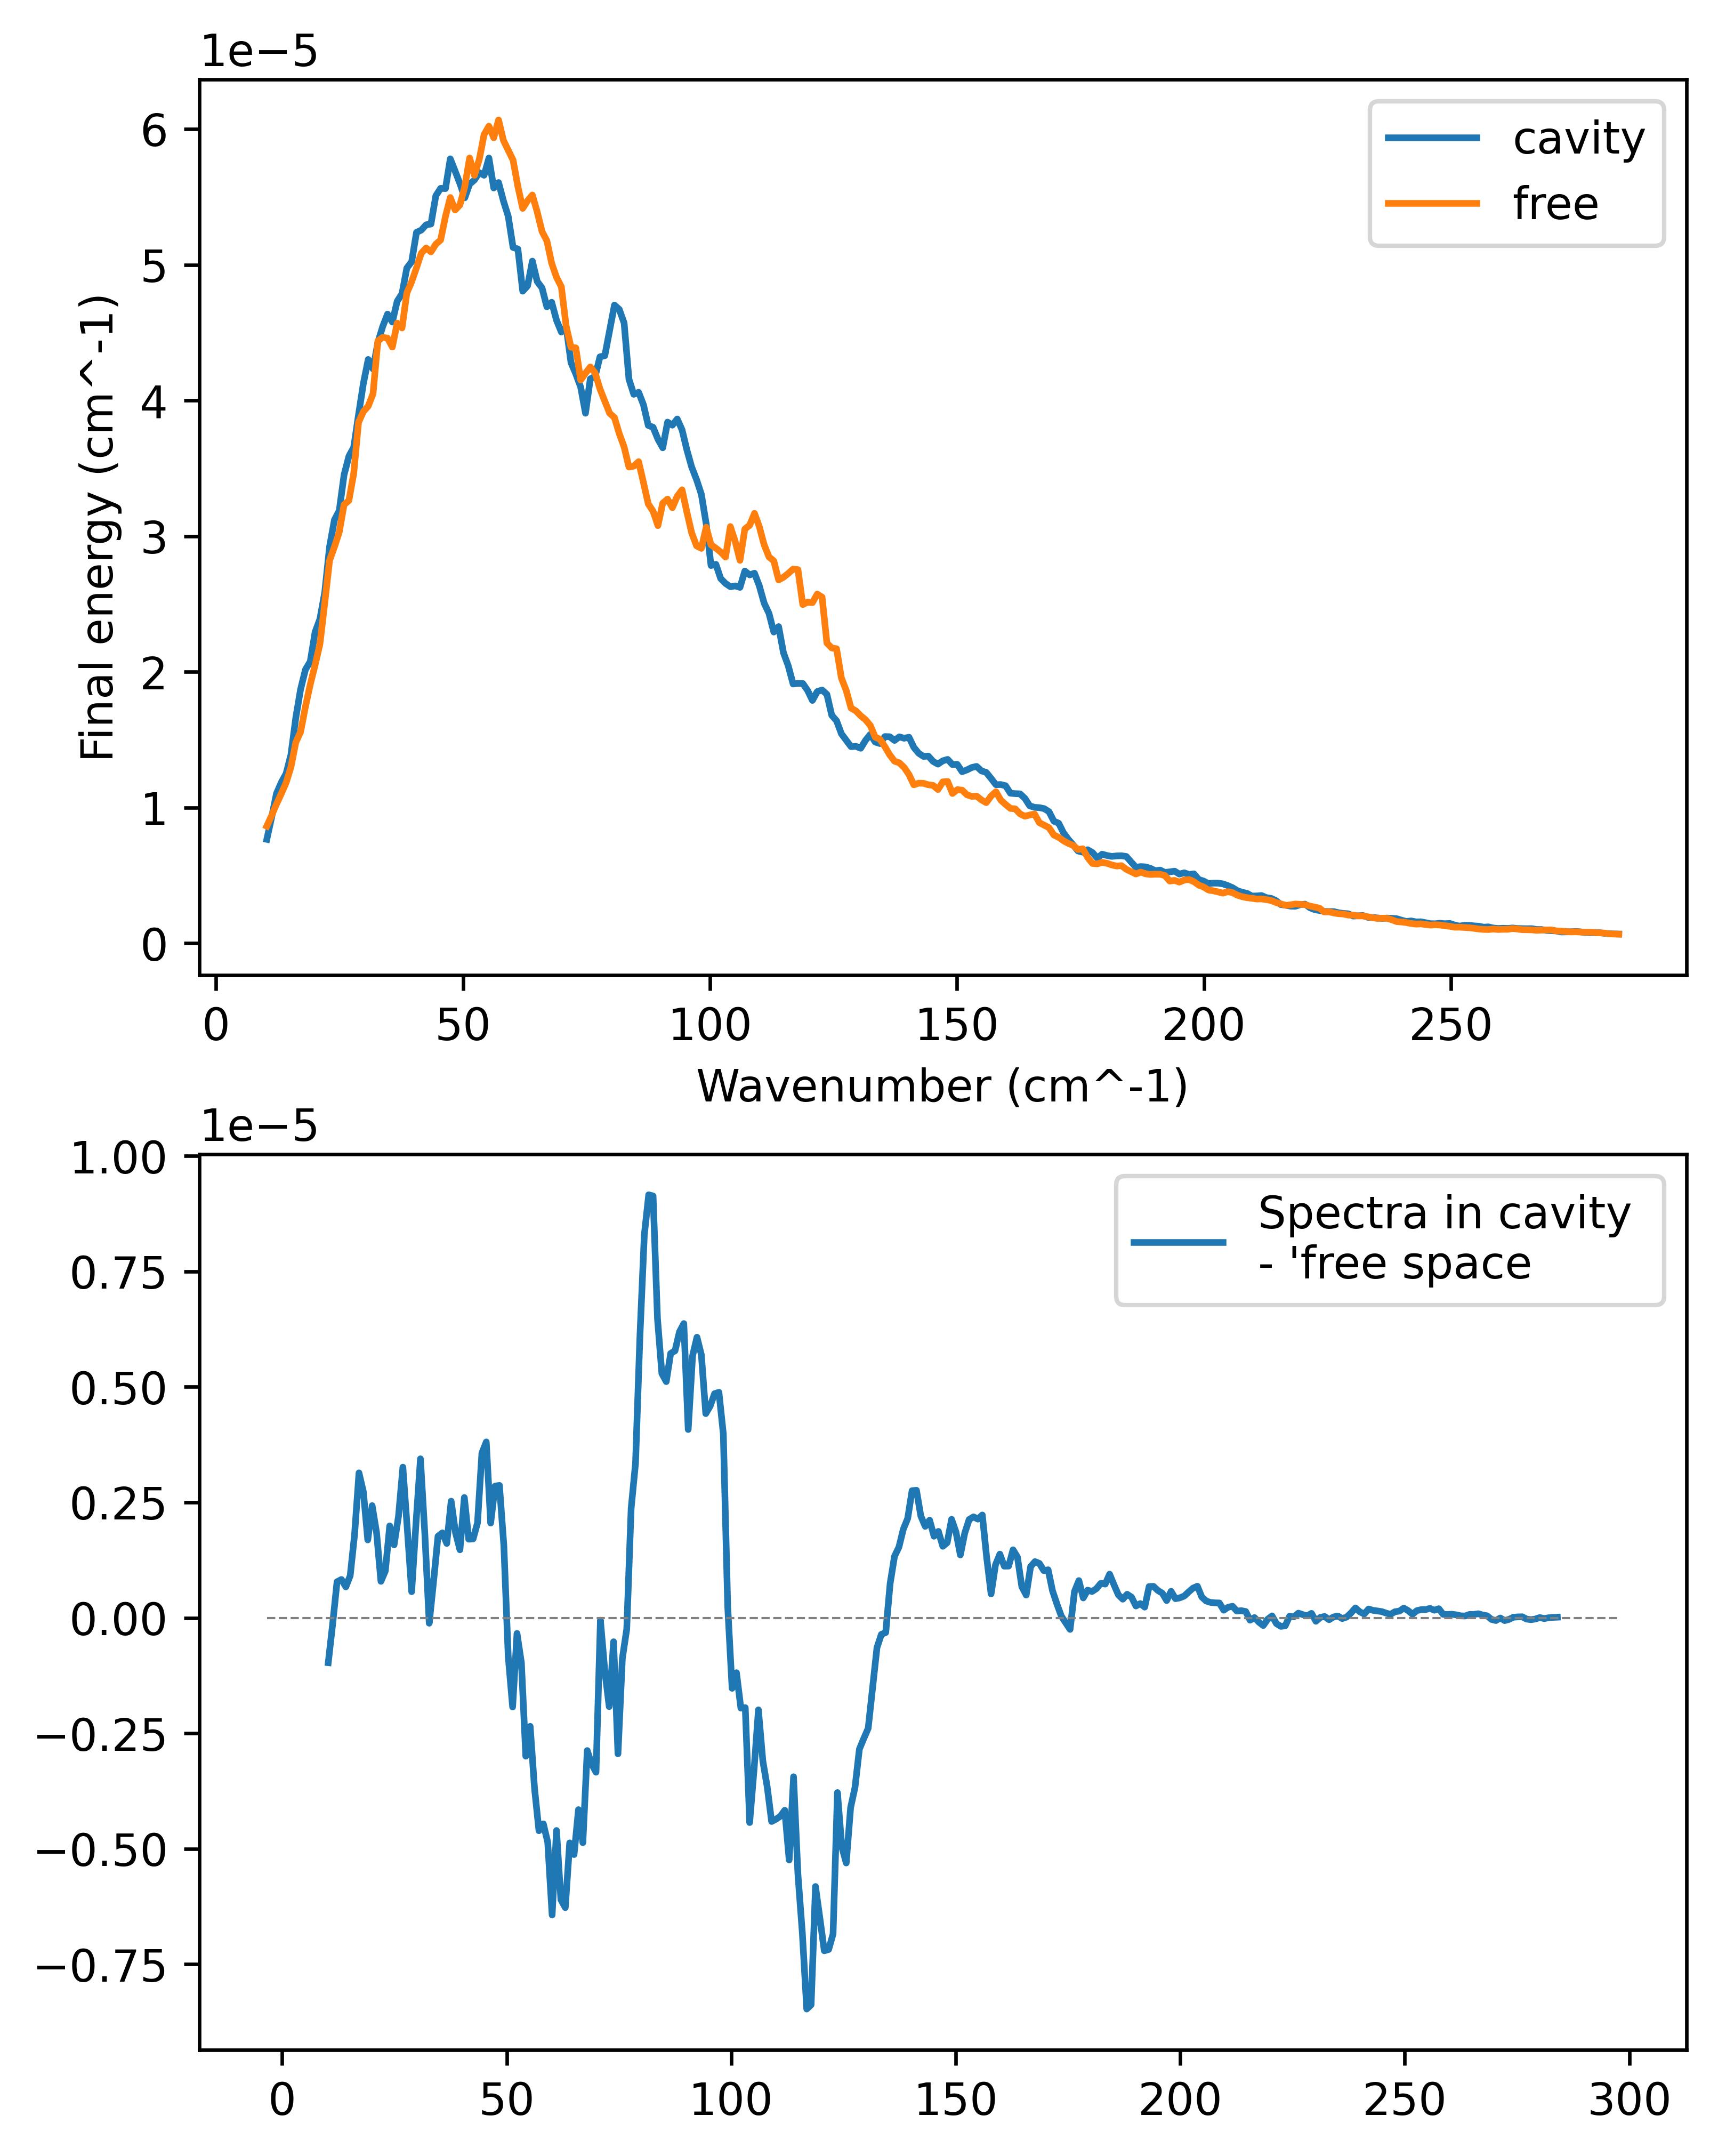 1e−5
6
5
4
3
2
1
0
Final energy (cm^-1)
cavity
free
0 50 100 150 200 250
Wavenumber (cm^-1)
1e−5
1.00
0.75
0.50
0.25
0.00
−0.25
−0.50
−0.75
Spectra in cavity
- 'free space
0 50 100 150 200 250 300